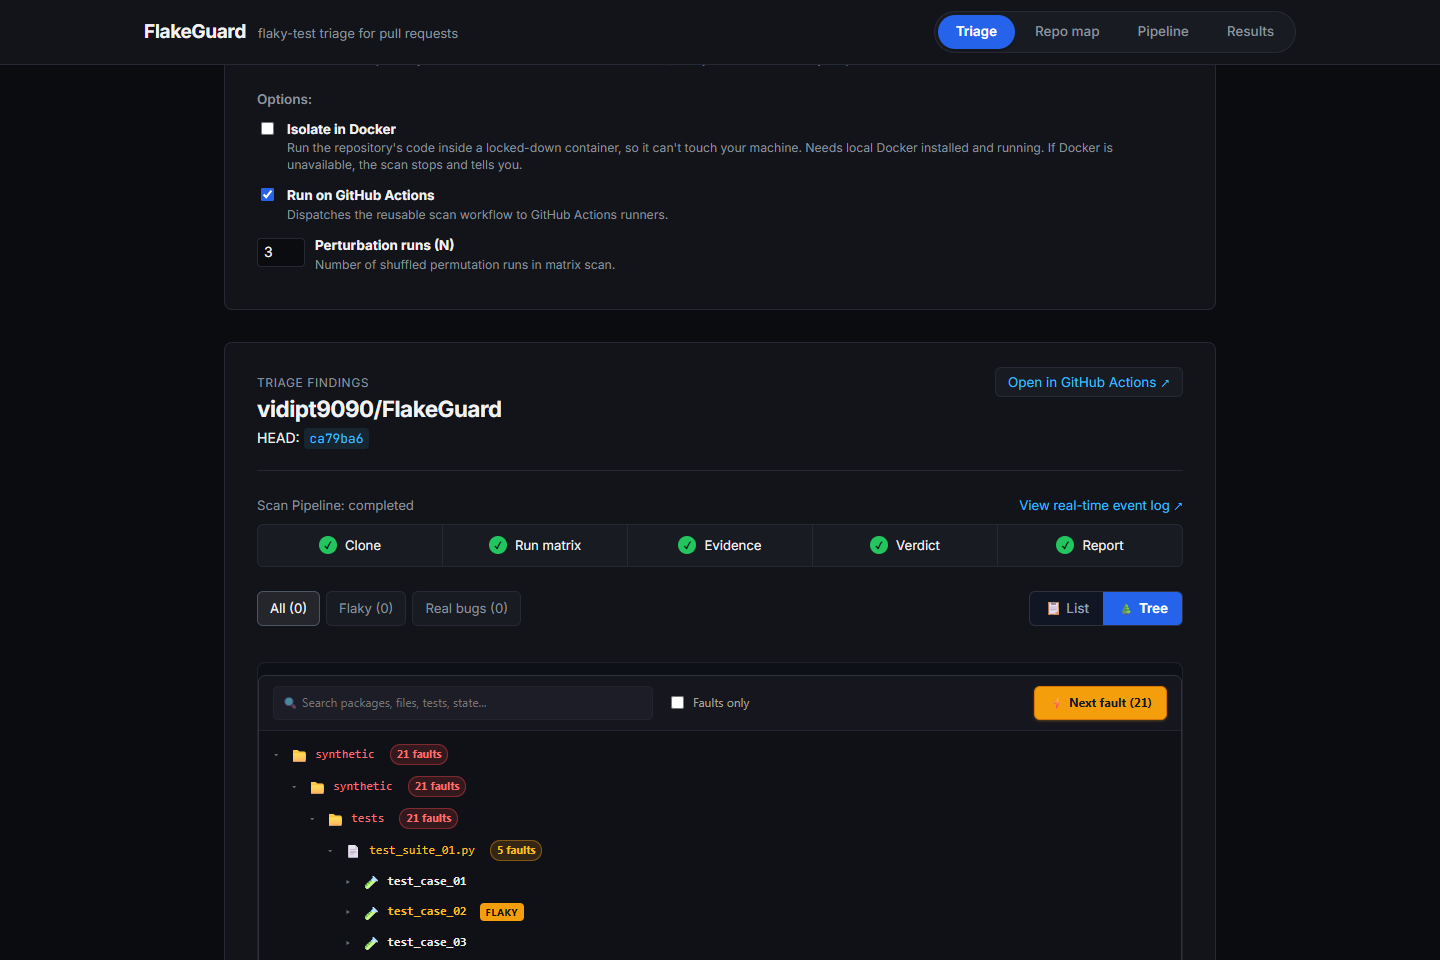 FlakeGuard flaky-test triage for pull requests
Triage Repo map Pipeline Results
Options:
Isolate in Docker
Run the repository's code inside a locked-down container, so it can't touch your machine. Needs local Docker installed and running. If Docker is
unavailable, the scan stops and tells you.
Run on GitHub Actions
Dispatches the reusable scan workflow to GitHub Actions runners.
3 Perturbation runs (N)
Number of shuffled permutation runs in matrix scan.
TRIAGE FINDINGS
Open in GitHub Actions ↗
vidipt9090/FlakeGuard
HEAD: ca79ba6
Scan Pipeline: completed
View real-time event log ↗
Clone Run matrix Evidence Verdict Report
All (0) Flaky (0) Real bugs (0)
List Tree
Search packages, files, tests, state...
Faults only
Next fault (21)
synthetic 21 faults
synthetic 21 faults
tests 21 faults
test_suite_01.py 5 faults
test_case_01
test_case_02 FLAKY
test_case_03